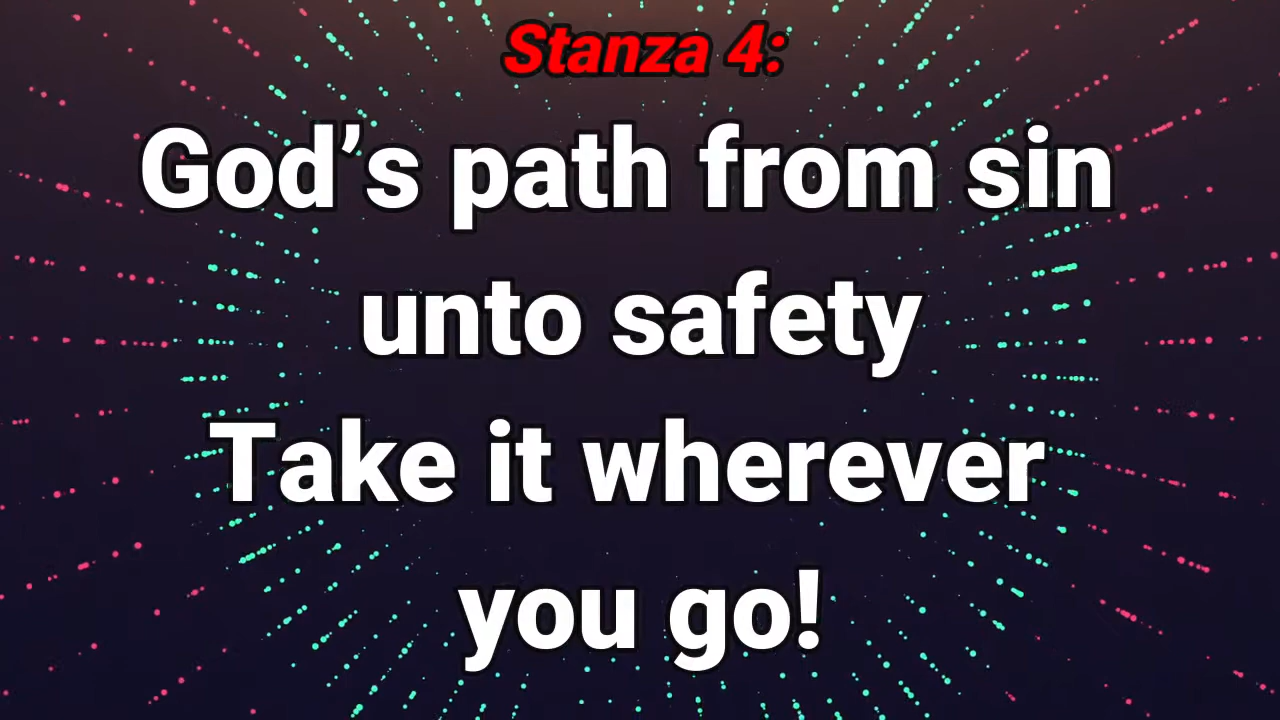 Stanza 4:
God’s path from sin
unto safety
Take it wherever
you go!